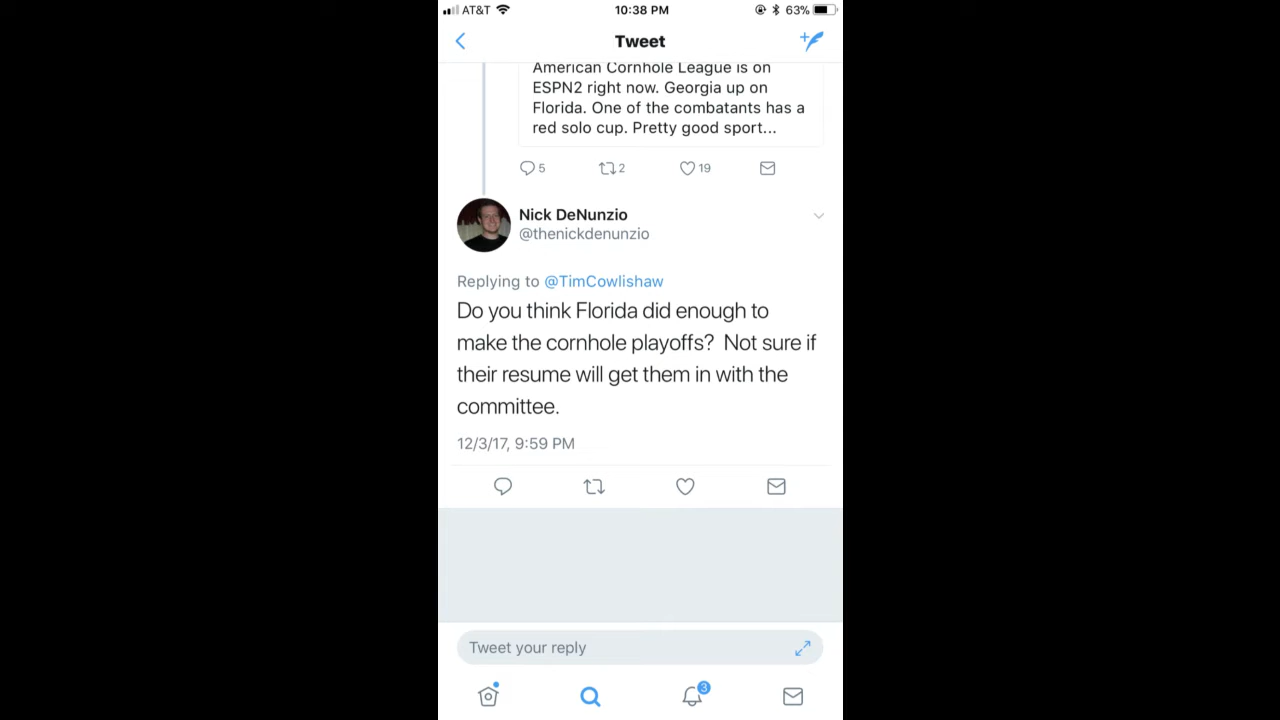 AT&T 10:38 PM 63%
Tweet
American Cornhole League is on
ESPN2 right now. Georgia up on
Florida. One of the combatants has a
red solo cup. Pretty good sport...
5 2 19
Nick DeNunzio
@thenickdenunzio
Replying to @TimCowlishaw
Do you think Florida did enough to
make the cornhole playoffs?  Not sure if
their resume will get them in with the
committee.
12/3/17, 9:59 PM
Tweet your reply
3